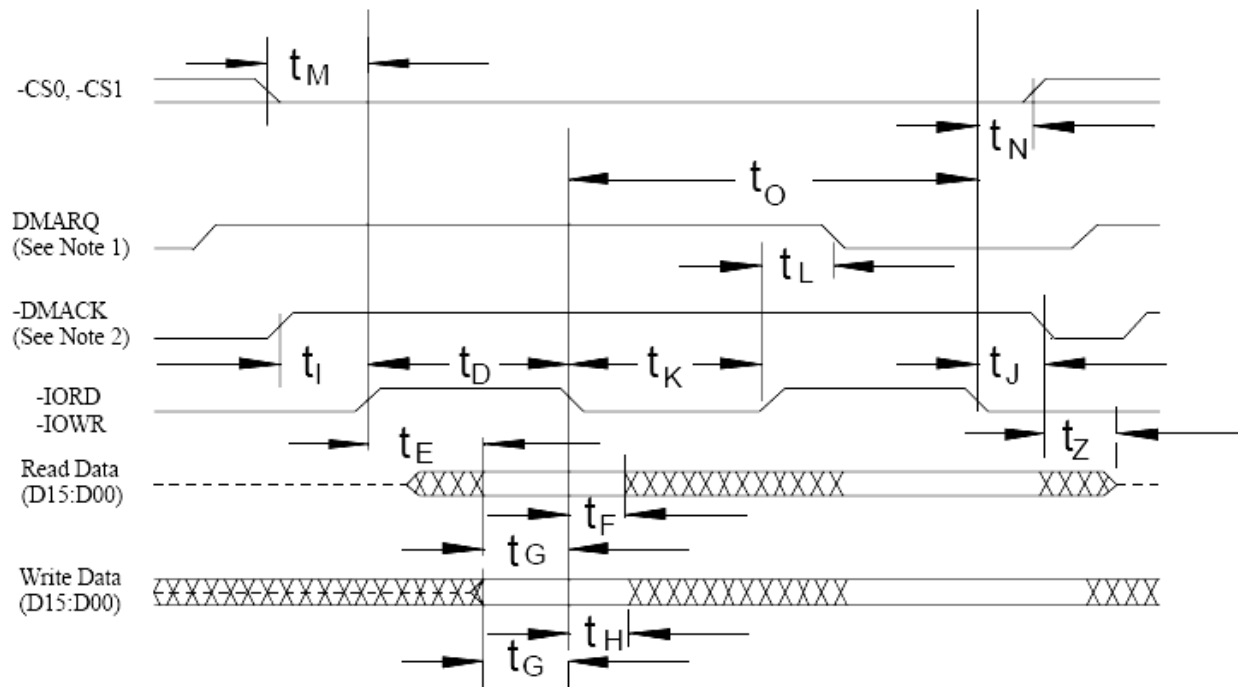 tM
-CS0, -CS1
tN
tO
DMARQ
(See Note 1)
tL
-DMACK
(See Note 2)
tI
tD
tK
tJ
-IORD
-IOWR
tE
tZ
Read Data
(D15:D00)
tF
tG
Write Data
(D15:D00)
tH
tG